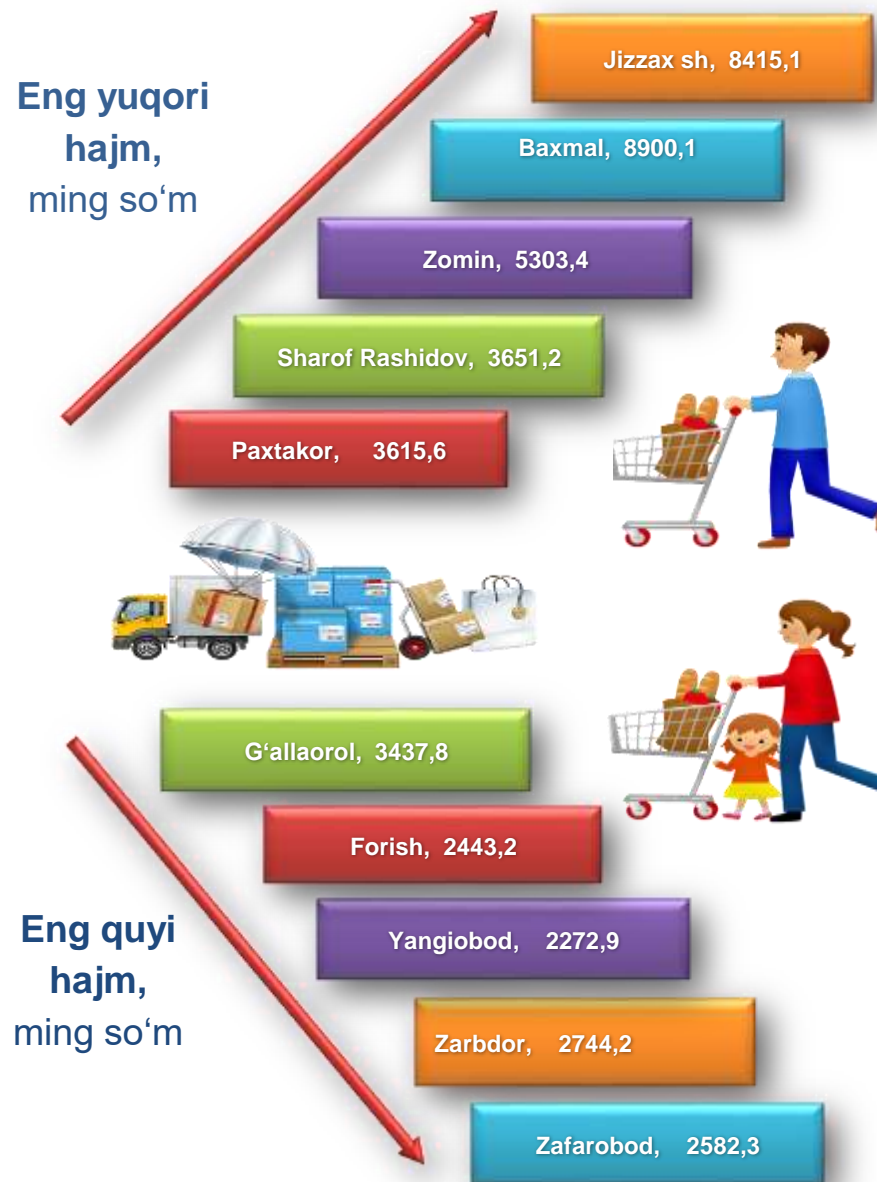 Eng yuqori
hajm,
ming so‘m
Jizzax sh, 8415,1
Baxmal, 8900,1
Zomin, 5303,4
Sharof Rashidov, 3651,2
Paxtakor, 3615,6
G‘allaorol, 3437,8
Forish, 2443,2
Yangiobod, 2272,9
Zarbdor, 2744,2
Zafarobod, 2582,3
Eng quyi
hajm,
ming so‘m